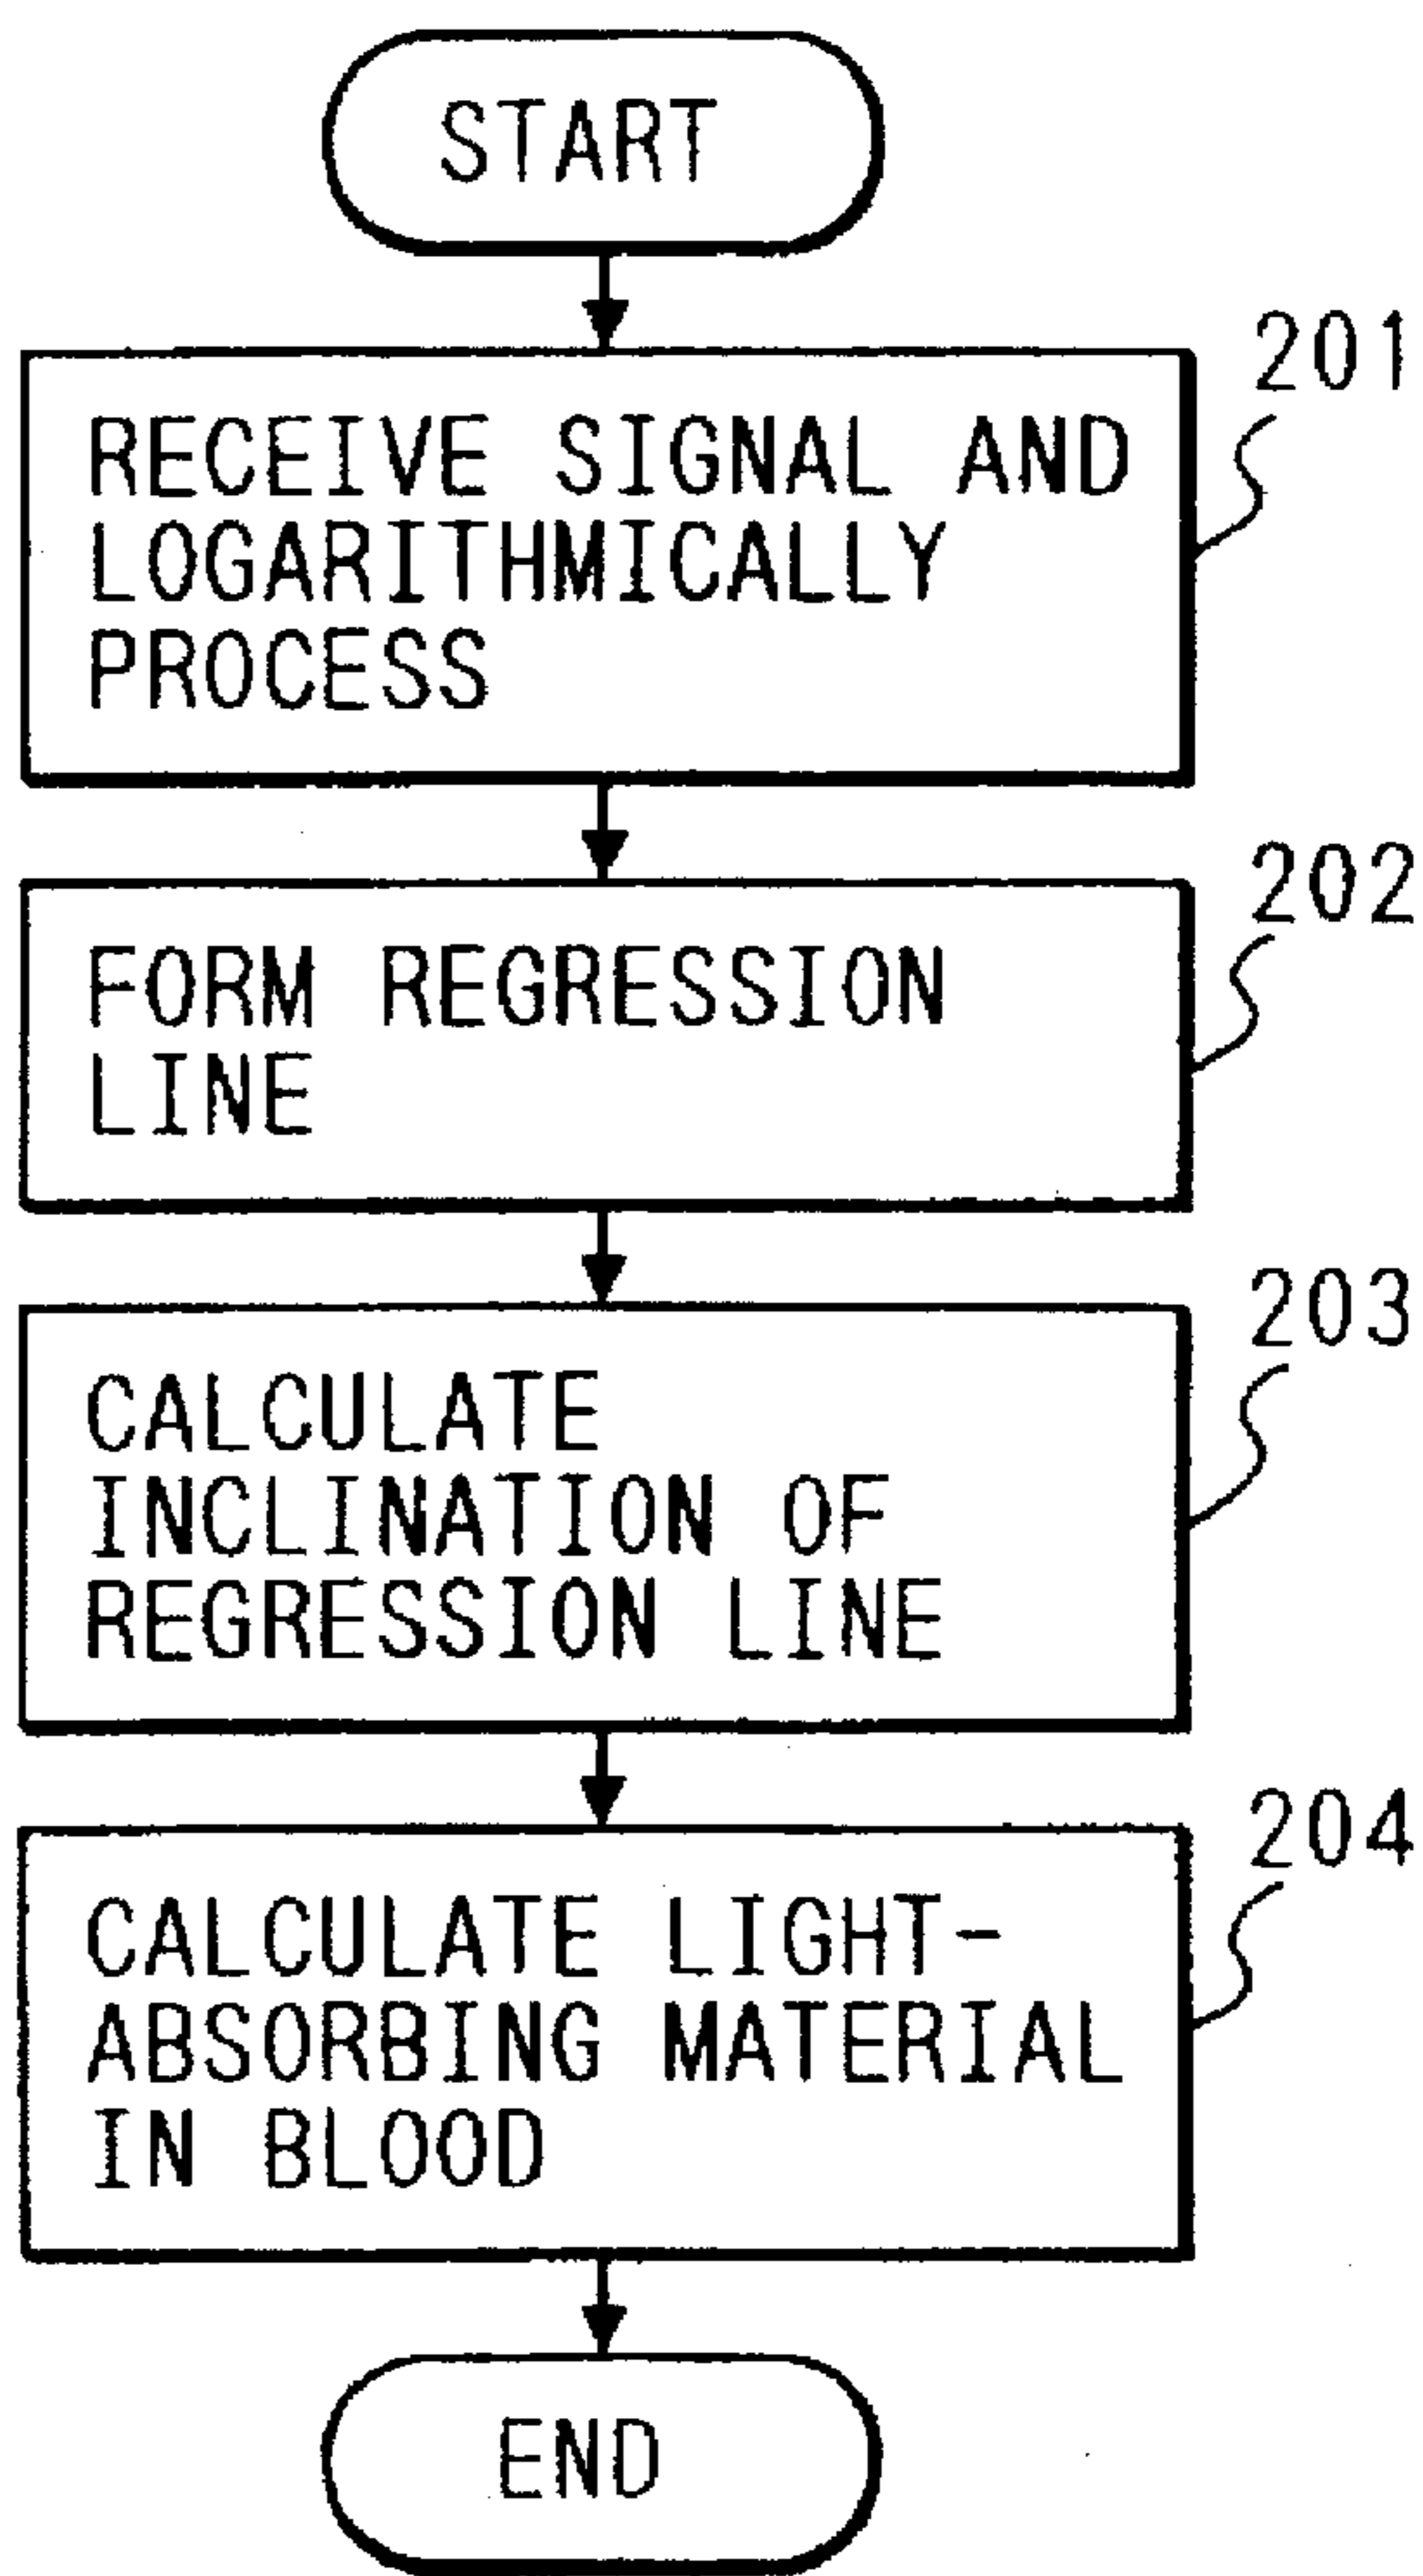 START
201
RECEIVE SIGNAL AND
LOGARITHMICALLY
PROCESS
202
FORM REGRESSION
LINE
203
CALCULATE
INCLINATION OF
REGRESSION LINE
204
CALCULATE LIGHT-
ABSORBING MATERIAL
IN BLOOD
END